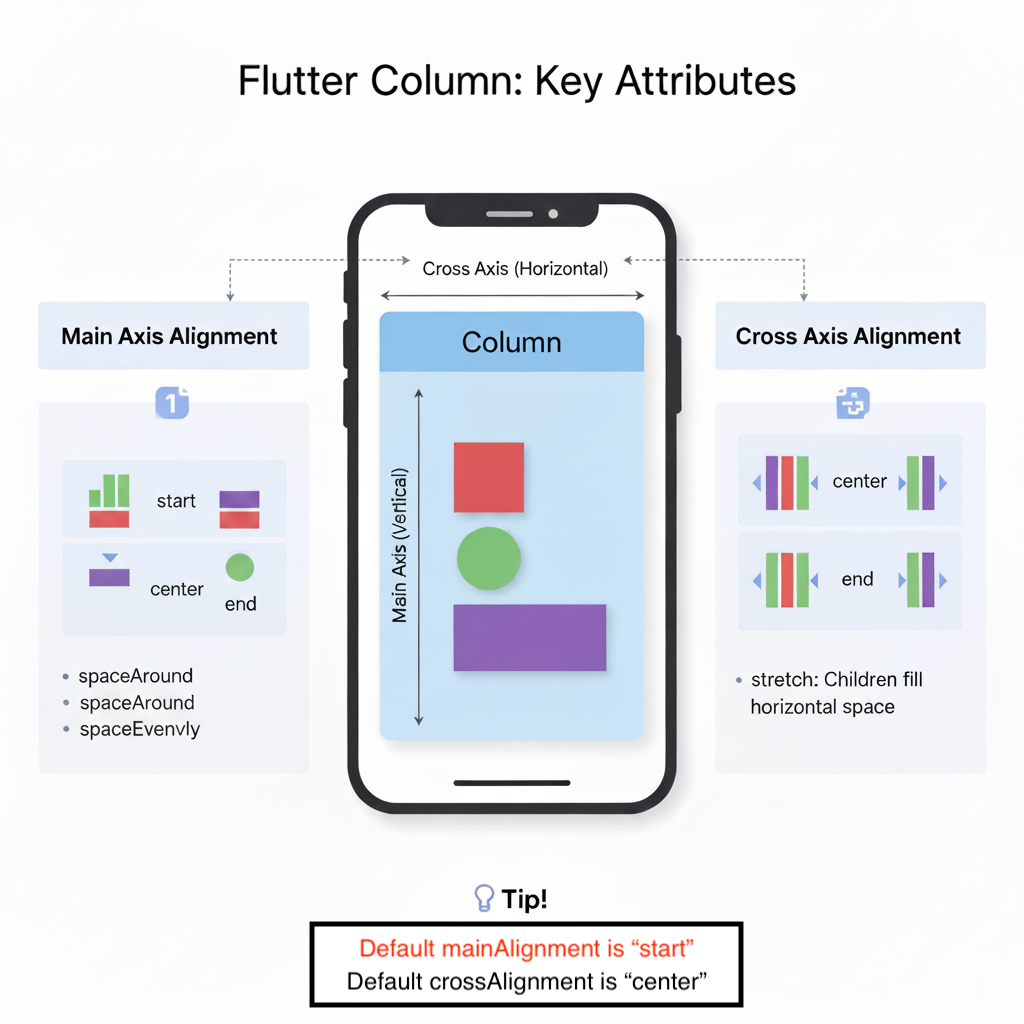 Flutter Column: Key Attributes
Cross Axis (Horizontal)
Main Axis Alignment
1
start
center
end
spaceAround
spaceAround
spaceEvenvly
Column
Main Axis (Vertical)
Cross Axis Alignment
center
end
stretch: Children fill
horizontal space
Tip!
Default mainAlignment is “start”
Default crossAlignment is “center”